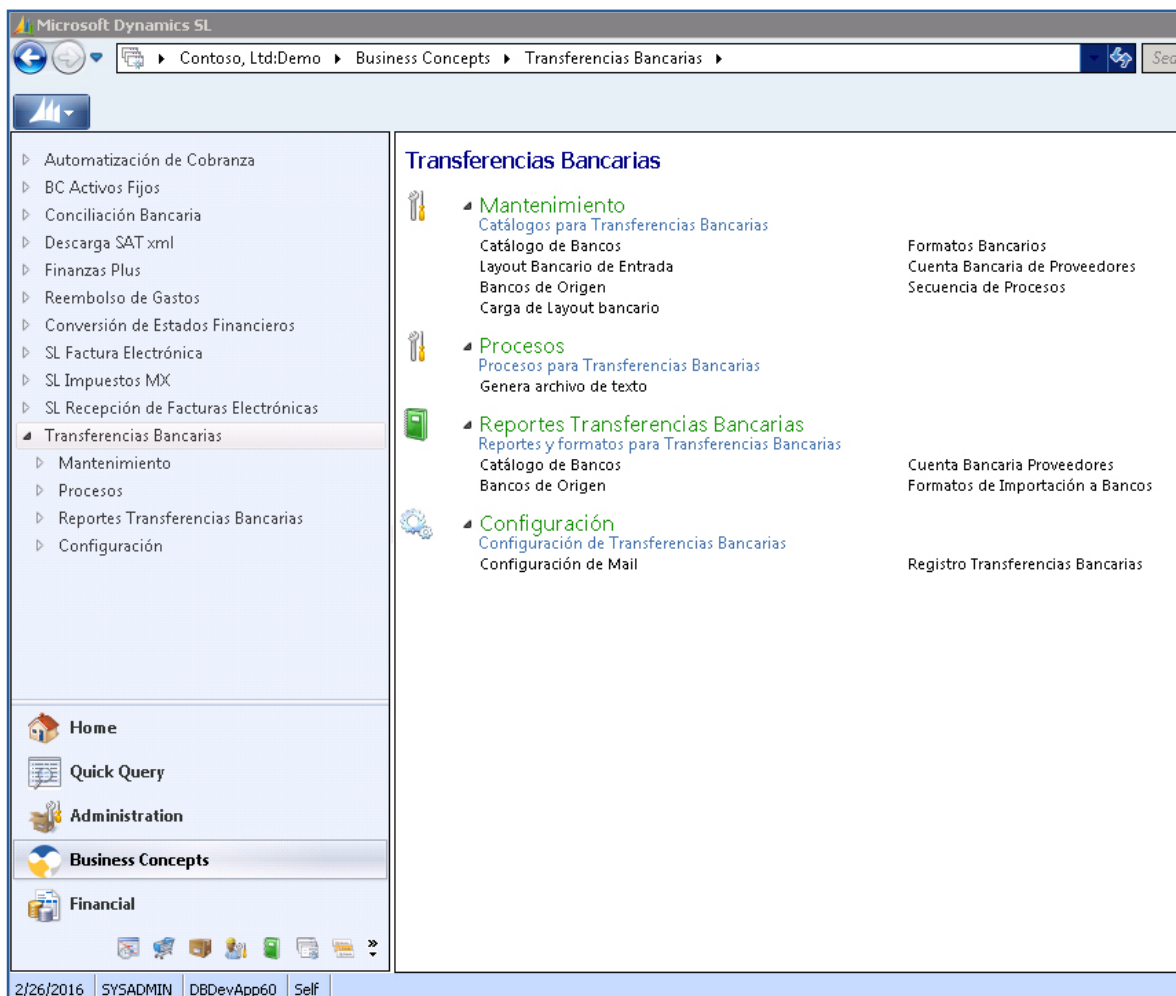 Microsoft Dynamics SL
Contoso, Ltd:Demo Business Concepts Transferencias Bancarias
Automatización de Cobranza
BC Activos Fijos
Conciliación Bancaria
Descarga SAT xml
Finanzas Plus
Reembolso de Gastos
Conversión de Estados Financieros
SL Factura Electrónica
SL Impuestos MX
SL Recepción de Facturas Electrónicas
Transferencias Bancarias
Mantenimiento
Procesos
Reportes Transferencias Bancarias
Configuración
Home
Quick Query
Administration
Business Concepts
Financial
Transferencias Bancarias
Mantenimiento
Catálogos para Transferencias Bancarias
Catálogo de Bancos Formatos Bancarios
Layout Bancario de Entrada Cuenta Bancaria de Proveedores
Bancos de Origen Secuencia de Procesos
Carga de Layout bancario
Procesos
Procesos para Transferencias Bancarias
Genera archivo de texto
Reportes Transferencias Bancarias
Reportes y formatos para Transferencias Bancarias
Catálogo de Bancos Cuenta Bancaria Proveedores
Bancos de Origen Formatos de Importación a Bancos
Configuración
Configuración de Transferencias Bancarias
Configuración de Mail Registro Transferencias Bancarias
2/26/2016 SYSADMIN DBDevApp60 Self